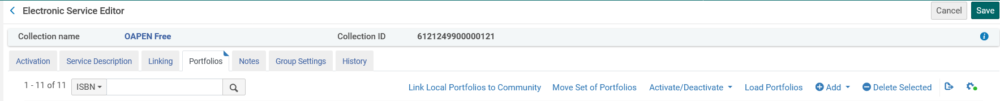 Electronic Service Editor Cancel Save
Collection name OAPEN Free Collection ID 6121249900000121
Activation Service Description Linking Portfolios Notes Group Settings History
1 - 11 of 11 ISBN Link Local Portfolios to Community Move Set of Portfolios Activate/Deactivate Load Portfolios Add Delete Selected